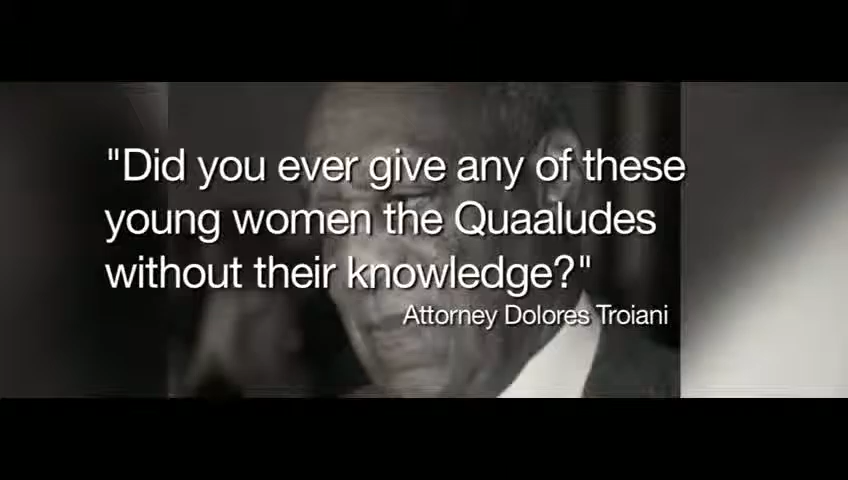 "Did you ever give any of these
young women the Quaaludes
without their knowledge?"
Attorney Dolores Troiani